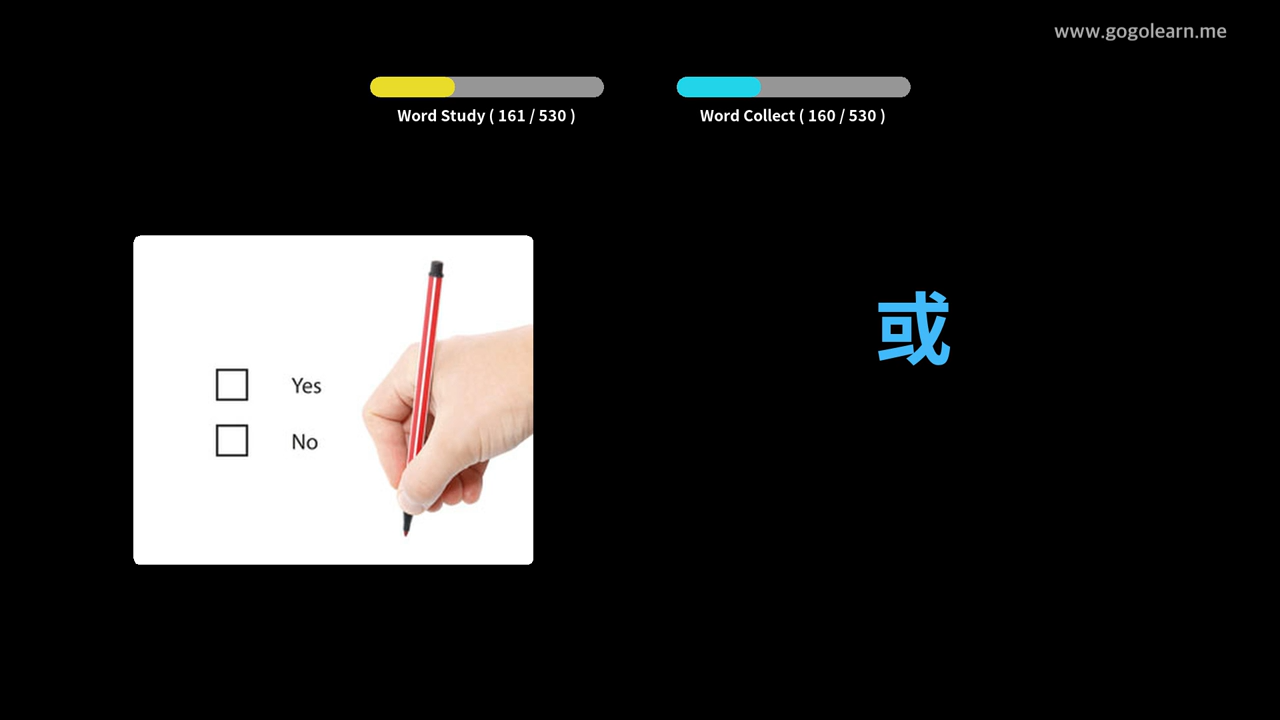 www.gogolearn.me
Word Study ( 161 / 530 )
Word Collect ( 160 / 530 )
或
Yes
No